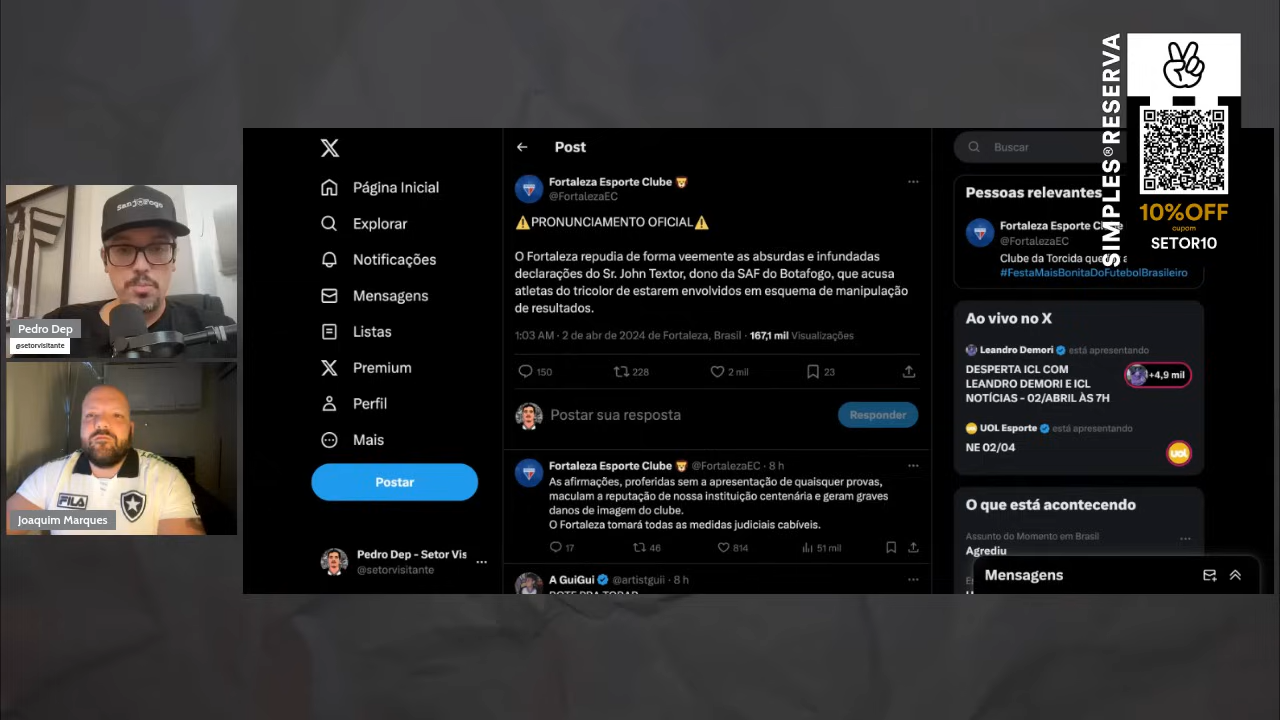 SanjoFogo
Pedro Dep
@setorvisitante
FILA
Joaquim Marques
Página Inicial
Explorar
Notificações
Mensagens
Listas
Premium
Perfil
Mais
Postar
Pedro Dep - Setor Vis
@setorvisitante
Post
Fortaleza Esporte Clube
@FortalezaEC
⚠️PRONUNCIAMENTO OFICIAL⚠️
O Fortaleza repudia de forma veemente as absurdas e infundadas
declarações do Sr. John Textor, dono da SAF do Botafogo, que acusa
atletas do tricolor de estarem envolvidos em esquema de manipulação
de resultados.
1:03 AM · 2 de abr de 2024 de Fortaleza, Brasil · 167,1 mil Visualizações
150 228 2 mil 23
Postar sua resposta
Responder
Fortaleza Esporte Clube @FortalezaEC · 8 h
As afirmações, proferidas sem a apresentação de quaisquer provas,
maculam a reputação de nossa instituição centenária e geram graves
danos de imagem do clube.
O Fortaleza tomará todas as medidas judiciais cabíveis.
17 46 814 51 mil
A GuiGui @artistguii · 8 h
Buscar
Pessoas relevantes
Fortaleza Esporte Clube
@FortalezaEC
Clube da Torcida que
#FestaMaisBonitaDoFutebolBrasileiro
Ao vivo no X
Leandro Demori está apresentando
DESPERTA ICL COM
LEANDRO DEMORI E ICL
NOTÍCIAS - 02/ABRIL ÀS 7H
+4,9 mil
UOL Esporte está apresentando
NE 02/04
UOL
O que está acontecendo
Assunto do Momento em Brasil
Agrediu
Mensagens
SIMPLES®RESERVA
10%OFF
cupom
SETOR10